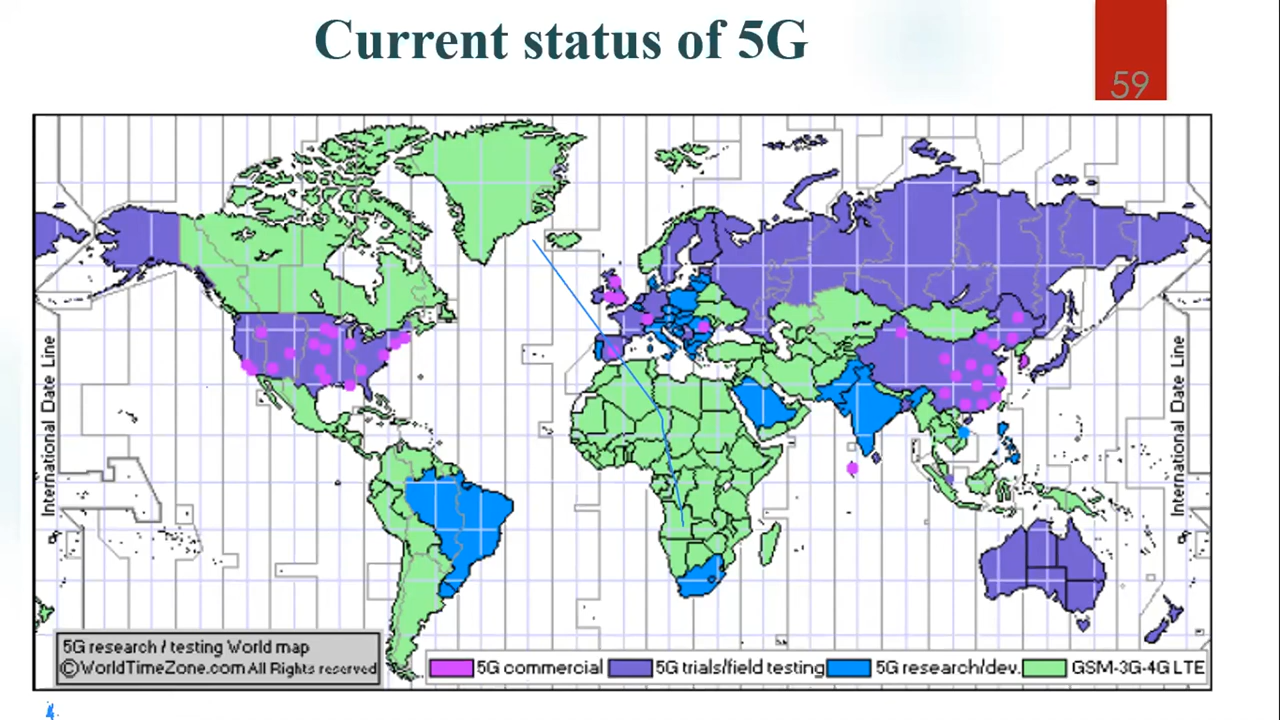 Current status of 5G
59
International Date Line
International Date Line
5G research / testing World map
©WorldTimeZone.com All Rights reserved
5G commercial 5G trials/field testing 5G research/dev. GSM-3G-4G LTE